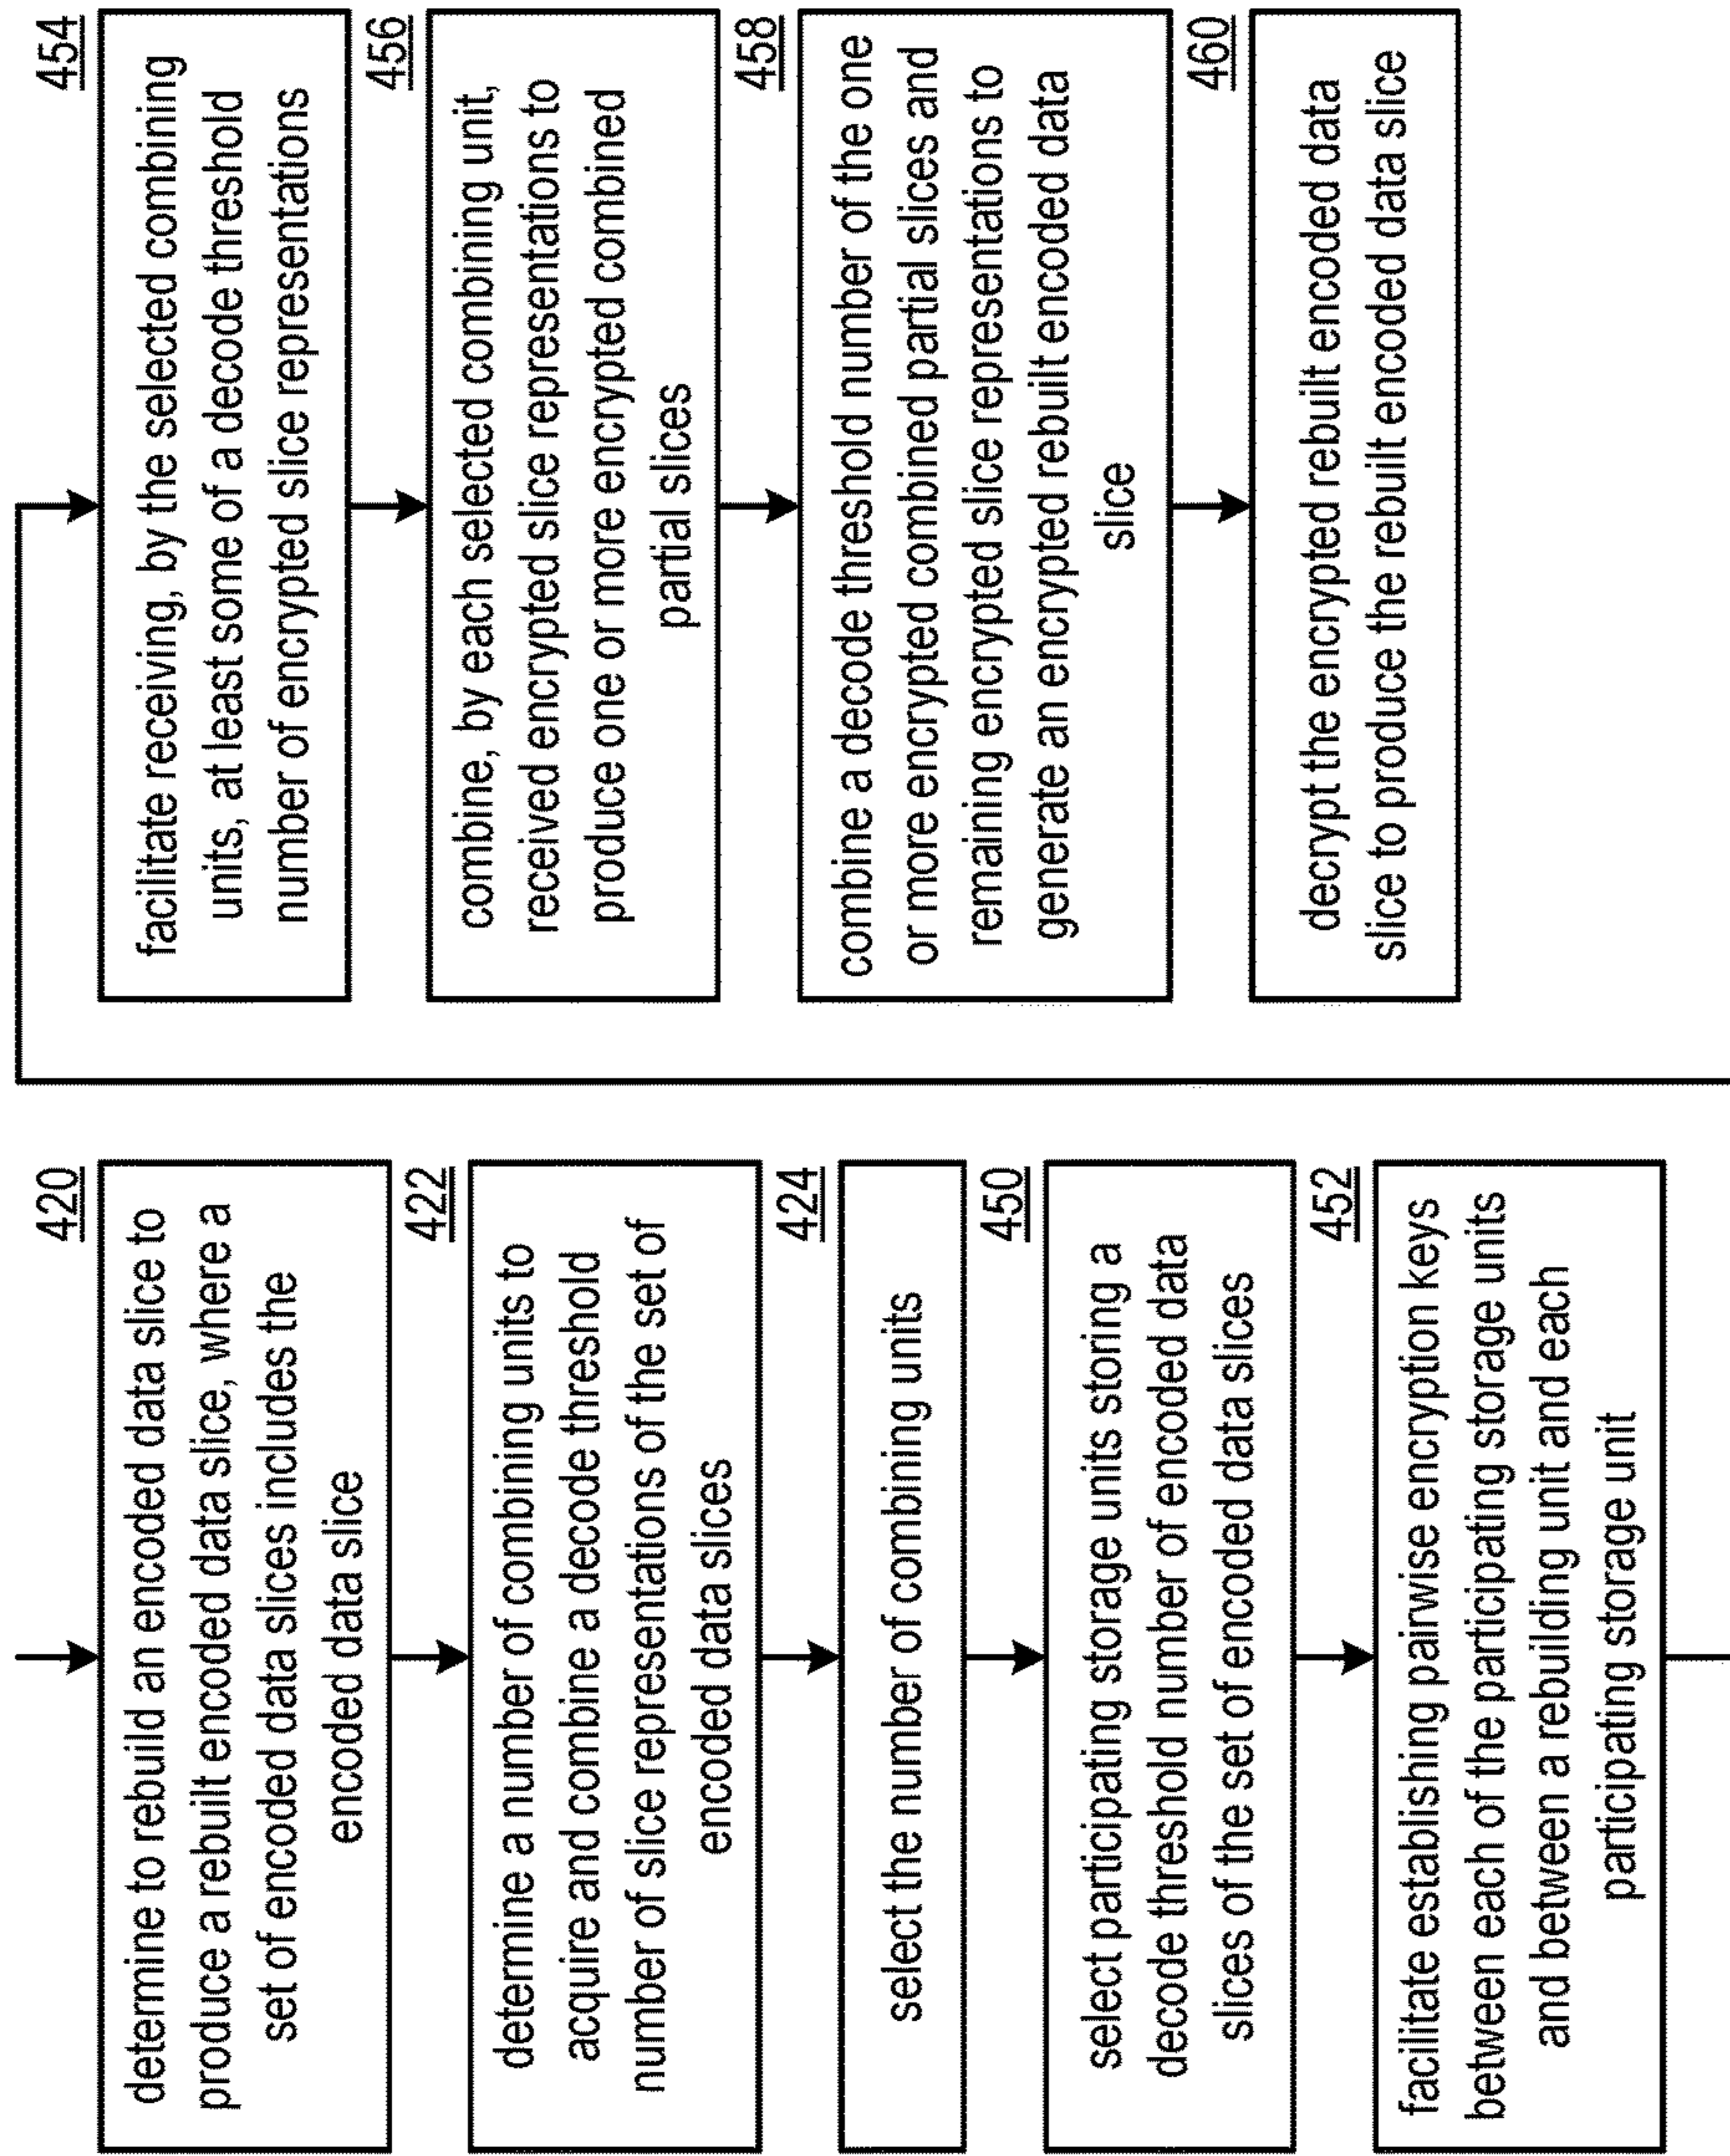 420
determine to rebuild an encoded data slice to
produce a rebuilt encoded data slice, where a
set of encoded data slices includes the
encoded data slice
422
determine a number of combining units to
acquire and combine a decode threshold
number of slice representations of the set of
encoded data slices
424
select the number of combining units
450
select participating storage units storing a
decode threshold number of encoded data
slices of the set of encoded data slices
452
facilitate establishing pairwise encryption keys
between each of the participating storage units
and between a rebuilding unit and each
participating storage unit
454
facilitate receiving, by the selected combining
units, at least some of a decode threshold
number of encrypted slice representations
456
combine, by each selected combining unit,
received encrypted slice representations to
produce one or more encrypted combined
partial slices
458
combine a decode threshold number of the one
or more encrypted combined partial slices and
remaining encrypted slice representations to
generate an encrypted rebuilt encoded data
slice
460
decrypt the encrypted rebuilt encoded data
slice to produce the rebuilt encoded data slice